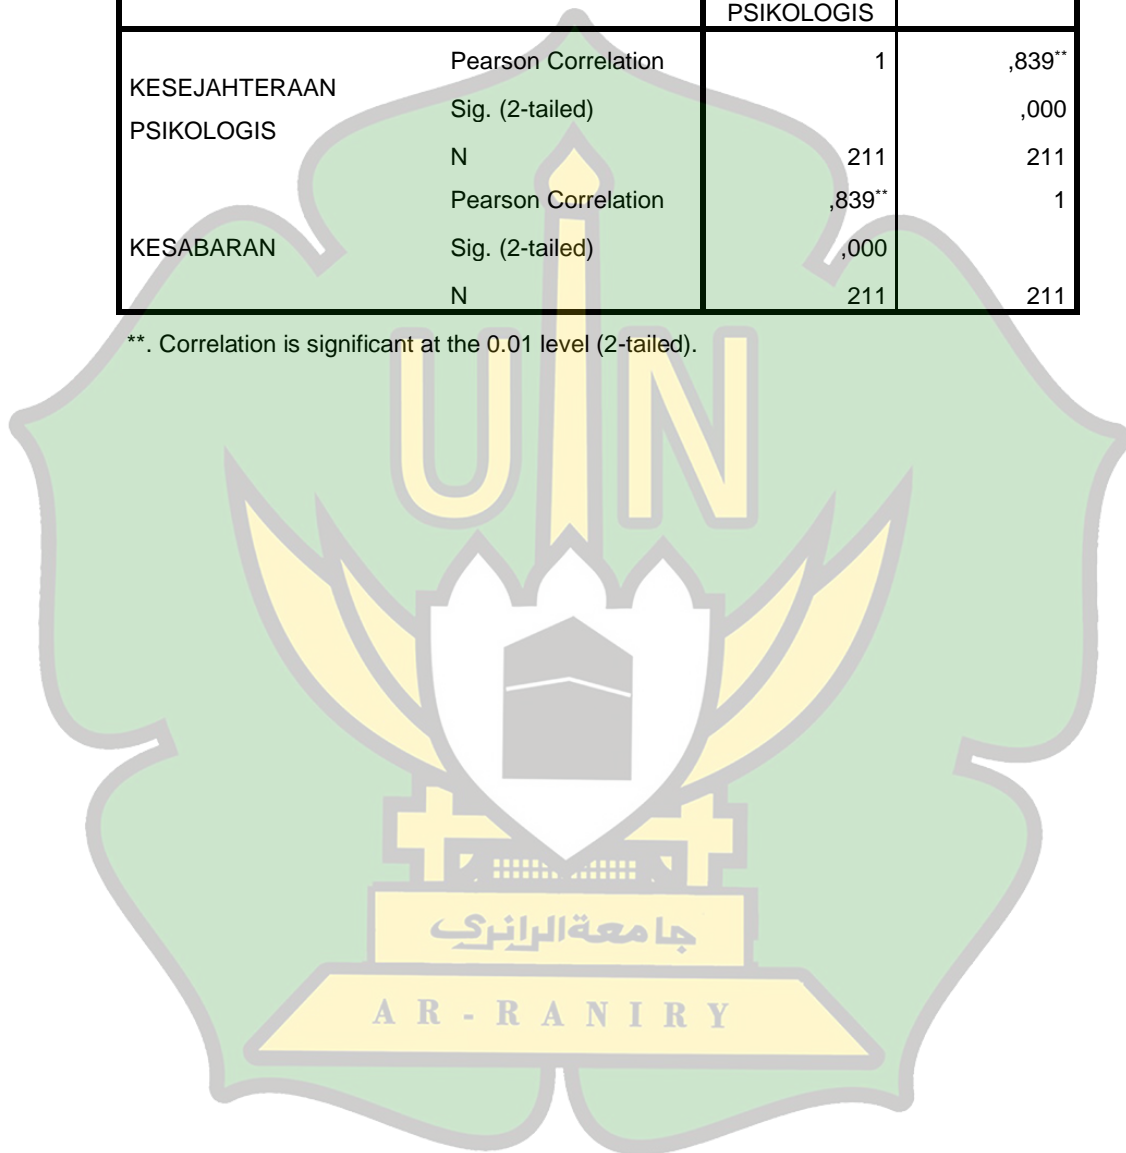 PSIKOLOGIS
KESEJAHTERAAN PSIKOLOGIS
Pearson Correlation 1 ,839**
Sig. (2-tailed) ,000
N 211 211
KESABARAN
Pearson Correlation ,839** 1
Sig. (2-tailed) ,000
N 211 211
**. Correlation is significant at the 0.01 level (2-tailed).
UIN
جامعة الرانري
AR-RANIRY